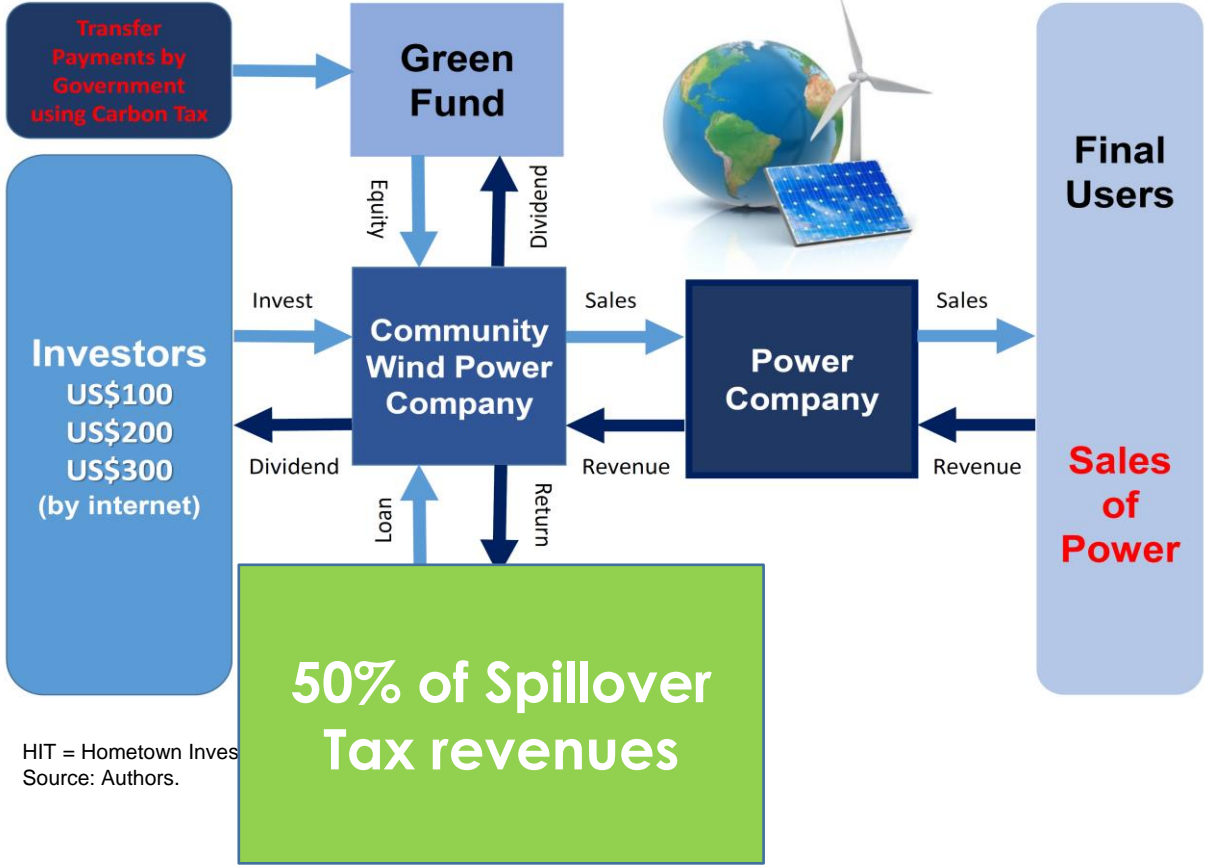 Transfer
Payments by
Government
using Carbon Tax
Green
Fund
Final
Users
Equity
Dividend
Invest
Sales
Sales
Investors
US$100
US$200
US$300
(by internet)
Community
Wind Power
Company
Power
Company
Dividend
Revenue
Revenue
Sales
of
Power
Loan
Return
50% of Spillover
Tax revenues
HIT = Hometown Inves
Source: Authors.